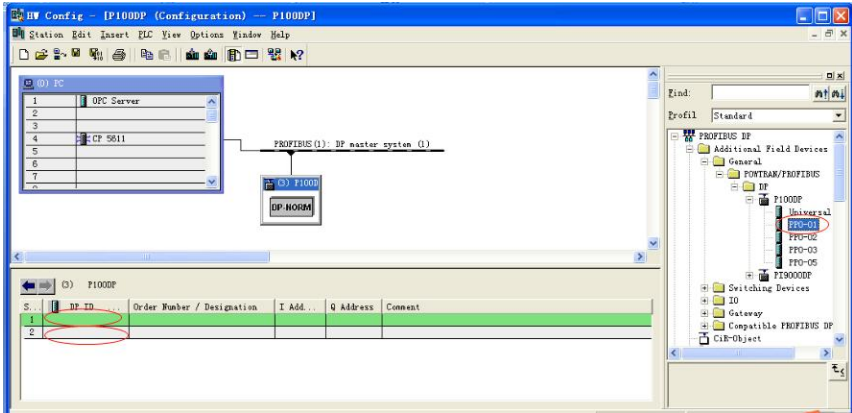 HW Config - [P100DP (Configuration) -- P100DP]
Station Edit Insert PLC View Options Window Help
(0) PC
1 OPC Server
2
3
4 CP 5611
5
6
7
PROFIBUS(1): DP master system (1)
(3) P100D
DP-NORM
(3) P100DP
S... DP ID ... Order Number / Designation I Add... Q Address Comment
1
2
Find:
Profil Standard
PROFIBUS DP
Additional Field Devices
General
POWTRAN/PROFIBUS
DP
P100DP
Universal
PPO-01
PPO-02
PPO-03
PPO-05
PI9000DP
Switching Devices
IO
Gateway
Compatible PROFIBUS DP
CiR-Object